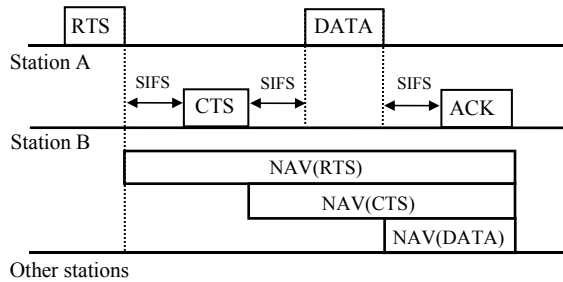 RTS
DATA
Station A
SIFS
SIFS
SIFS
CTS
ACK
Station B
NAV(RTS)
NAV(CTS)
NAV(DATA)
Other stations